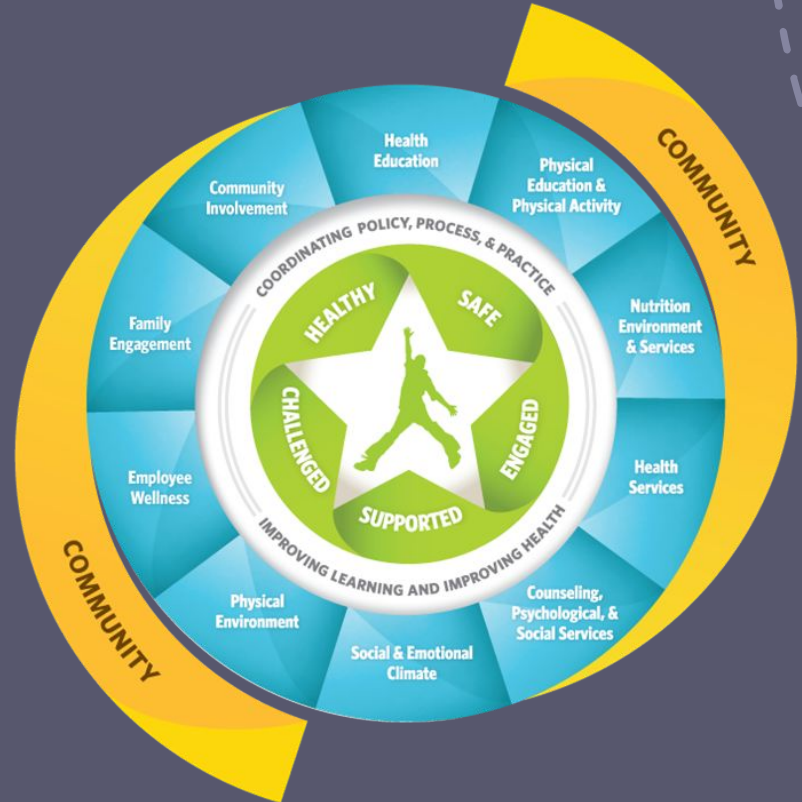 COMMUNITY
Health
Education
Physical
Education &
Physical Activity
Nutrition
Environment
& Services
Health
Services
Counseling,
Psychological, &
Social Services
Social & Emotional
Climate
Physical
Environment
Employee
Wellness
Family
Engagement
Community
Involvement
COORDINATING POLICY, PROCESS, & PRACTICE
IMPROVING LEARNING AND IMPROVING HEALTH
HEALTHY
SAFE
ENGAGED
SUPPORTED
CHALLENGED
COMMUNITY